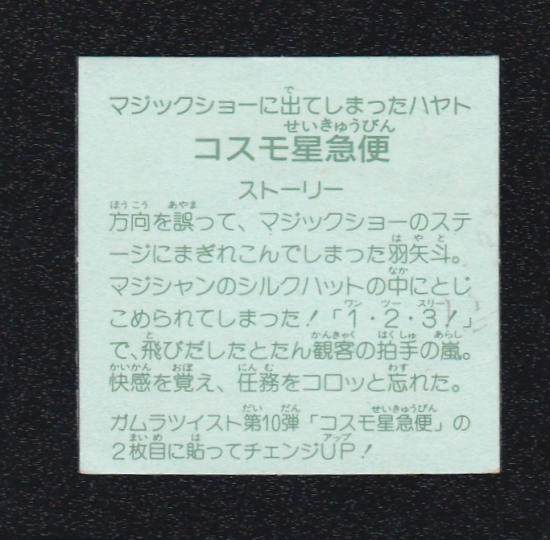 マジックショーに出てしまったハヤト
コスモ星急便
ストーリー
方向を誤って、マジックショーのステ
ージにまぎれこんでしまった羽矢斗。
マジシャンのシルクハットの中にとじ
こめられてしまった!「1・2・3!」
で、飛びだしたとたん観客の拍手の嵐。
快感を覚え、任務をコロッと忘れた。
ガムラツイスト第10弾「コスモ星急便」の
2枚目に貼ってチェンジUP!